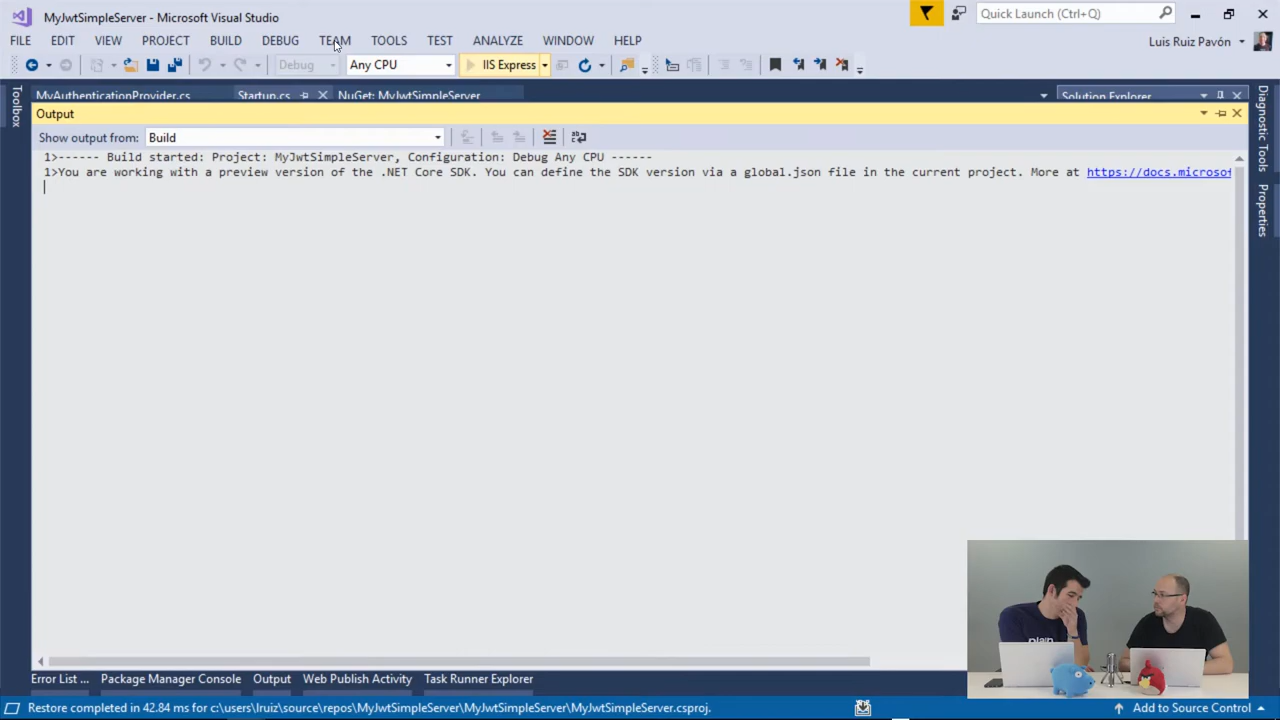 MyJwtSimpleServer - Microsoft Visual Studio
Quick Launch (Ctrl+Q)
FILE EDIT VIEW PROJECT BUILD DEBUG TEAM TOOLS TEST ANALYZE WINDOW HELP
Luis Ruiz Pavón
Debug Any CPU IIS Express
Toolbox
MyAuthenticationProvider.cs Startup.cs NuGet: MyJwtSimpleServer Solution Explorer
Output
Show output from: Build
1>------ Build started: Project: MyJwtSimpleServer, Configuration: Debug Any CPU ------
1>You are working with a preview version of the .NET Core SDK. You can define the SDK version via a global.json file in the current project. More at https://docs.microsof
Diagnostic Tools
Properties
plain
Error List ... Package Manager Console Output Web Publish Activity Task Runner Explorer
Restore completed in 42.84 ms for c:\users\lruiz\source\repos\MyJwtSimpleServer\MyJwtSimpleServer\MyJwtSimpleServer.csproj.
Add to Source Control